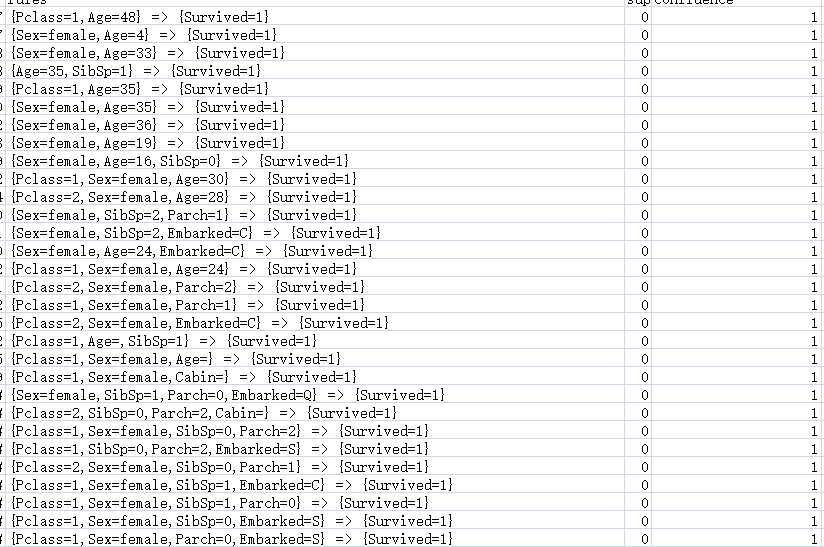 rules sup confidence
{Pclass=1,Age=48} => {Survived=1} 0 1
{Sex=female,Age=4} => {Survived=1} 0 1
{Sex=female,Age=33} => {Survived=1} 0 1
{Age=35,SibSp=1} => {Survived=1} 0 1
{Pclass=1,Age=35} => {Survived=1} 0 1
{Sex=female,Age=35} => {Survived=1} 0 1
{Sex=female,Age=36} => {Survived=1} 0 1
{Sex=female,Age=19} => {Survived=1} 0 1
{Sex=female,Age=16,SibSp=0} => {Survived=1} 0 1
{Pclass=1,Sex=female,Age=30} => {Survived=1} 0 1
{Pclass=2,Sex=female,Age=28} => {Survived=1} 0 1
{Sex=female,SibSp=2,Parch=1} => {Survived=1} 0 1
{Sex=female,SibSp=2,Embarked=C} => {Survived=1} 0 1
{Sex=female,Age=24,Embarked=C} => {Survived=1} 0 1
{Pclass=1,Sex=female,Age=24} => {Survived=1} 0 1
{Pclass=2,Sex=female,Parch=2} => {Survived=1} 0 1
{Pclass=1,Sex=female,Parch=1} => {Survived=1} 0 1
{Pclass=2,Sex=female,Embarked=C} => {Survived=1} 0 1
{Pclass=1,Age=,SibSp=1} => {Survived=1} 0 1
{Pclass=1,Sex=female,Age=} => {Survived=1} 0 1
{Pclass=1,Sex=female,Cabin=} => {Survived=1} 0 1
{Sex=female,SibSp=1,Parch=0,Embarked=Q} => {Survived=1} 0 1
{Pclass=2,SibSp=0,Parch=2,Cabin=} => {Survived=1} 0 1
{Pclass=1,Sex=female,SibSp=0,Parch=2} => {Survived=1} 0 1
{Pclass=1,SibSp=0,Parch=2,Embarked=S} => {Survived=1} 0 1
{Pclass=2,Sex=female,SibSp=0,Parch=1} => {Survived=1} 0 1
{Pclass=1,Sex=female,SibSp=1,Embarked=C} => {Survived=1} 0 1
{Pclass=1,Sex=female,SibSp=1,Parch=0} => {Survived=1} 0 1
{Pclass=1,Sex=female,SibSp=0,Embarked=S} => {Survived=1} 0 1
{Pclass=1,Sex=female,Parch=0,Embarked=S} => {Survived=1} 0 1